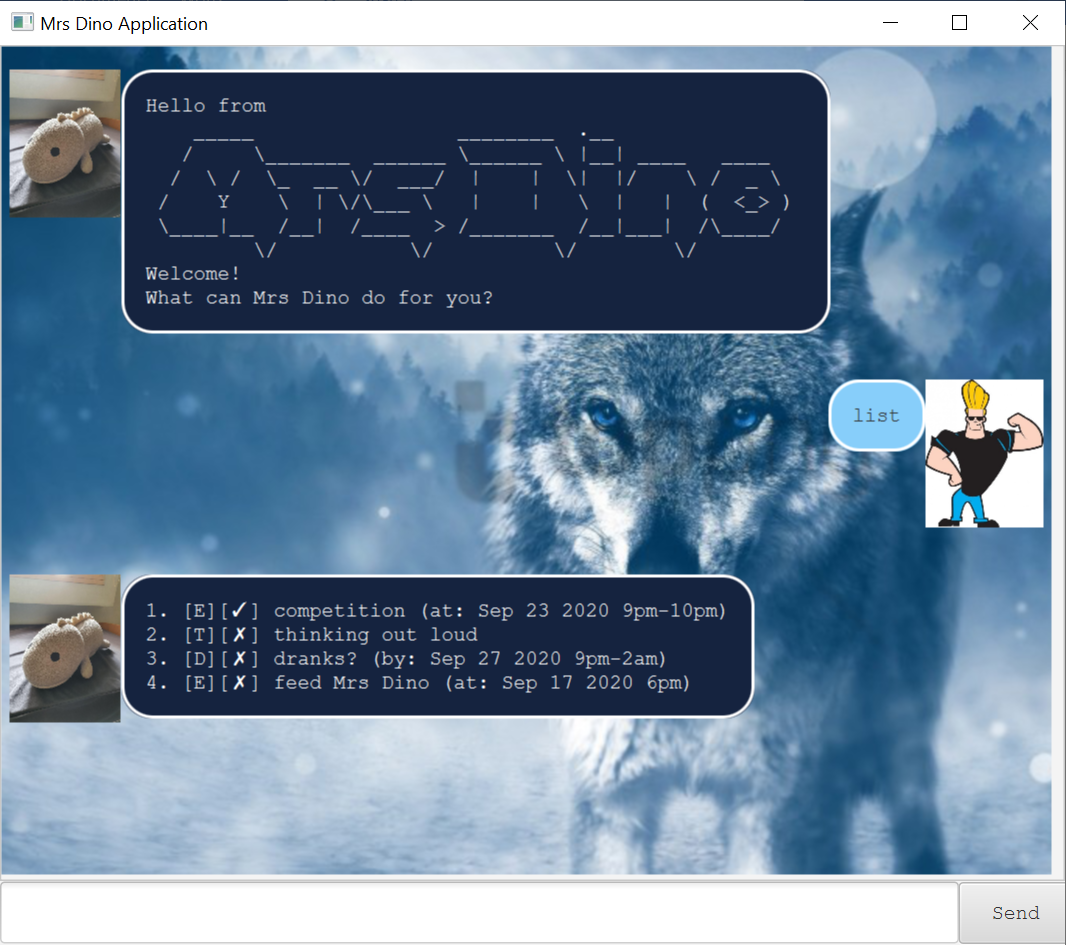 Mrs Dino Application
Hello from
Mrs Dino
Welcome!
What can Mrs Dino do for you?
list
1. [E][✓] competition (at: Sep 23 2020 9pm-10pm)
2. [T][✗] thinking out loud
3. [D][✗] dranks? (by: Sep 27 2020 9pm-2am)
4. [E][✗] feed Mrs Dino (at: Sep 17 2020 6pm)
Send